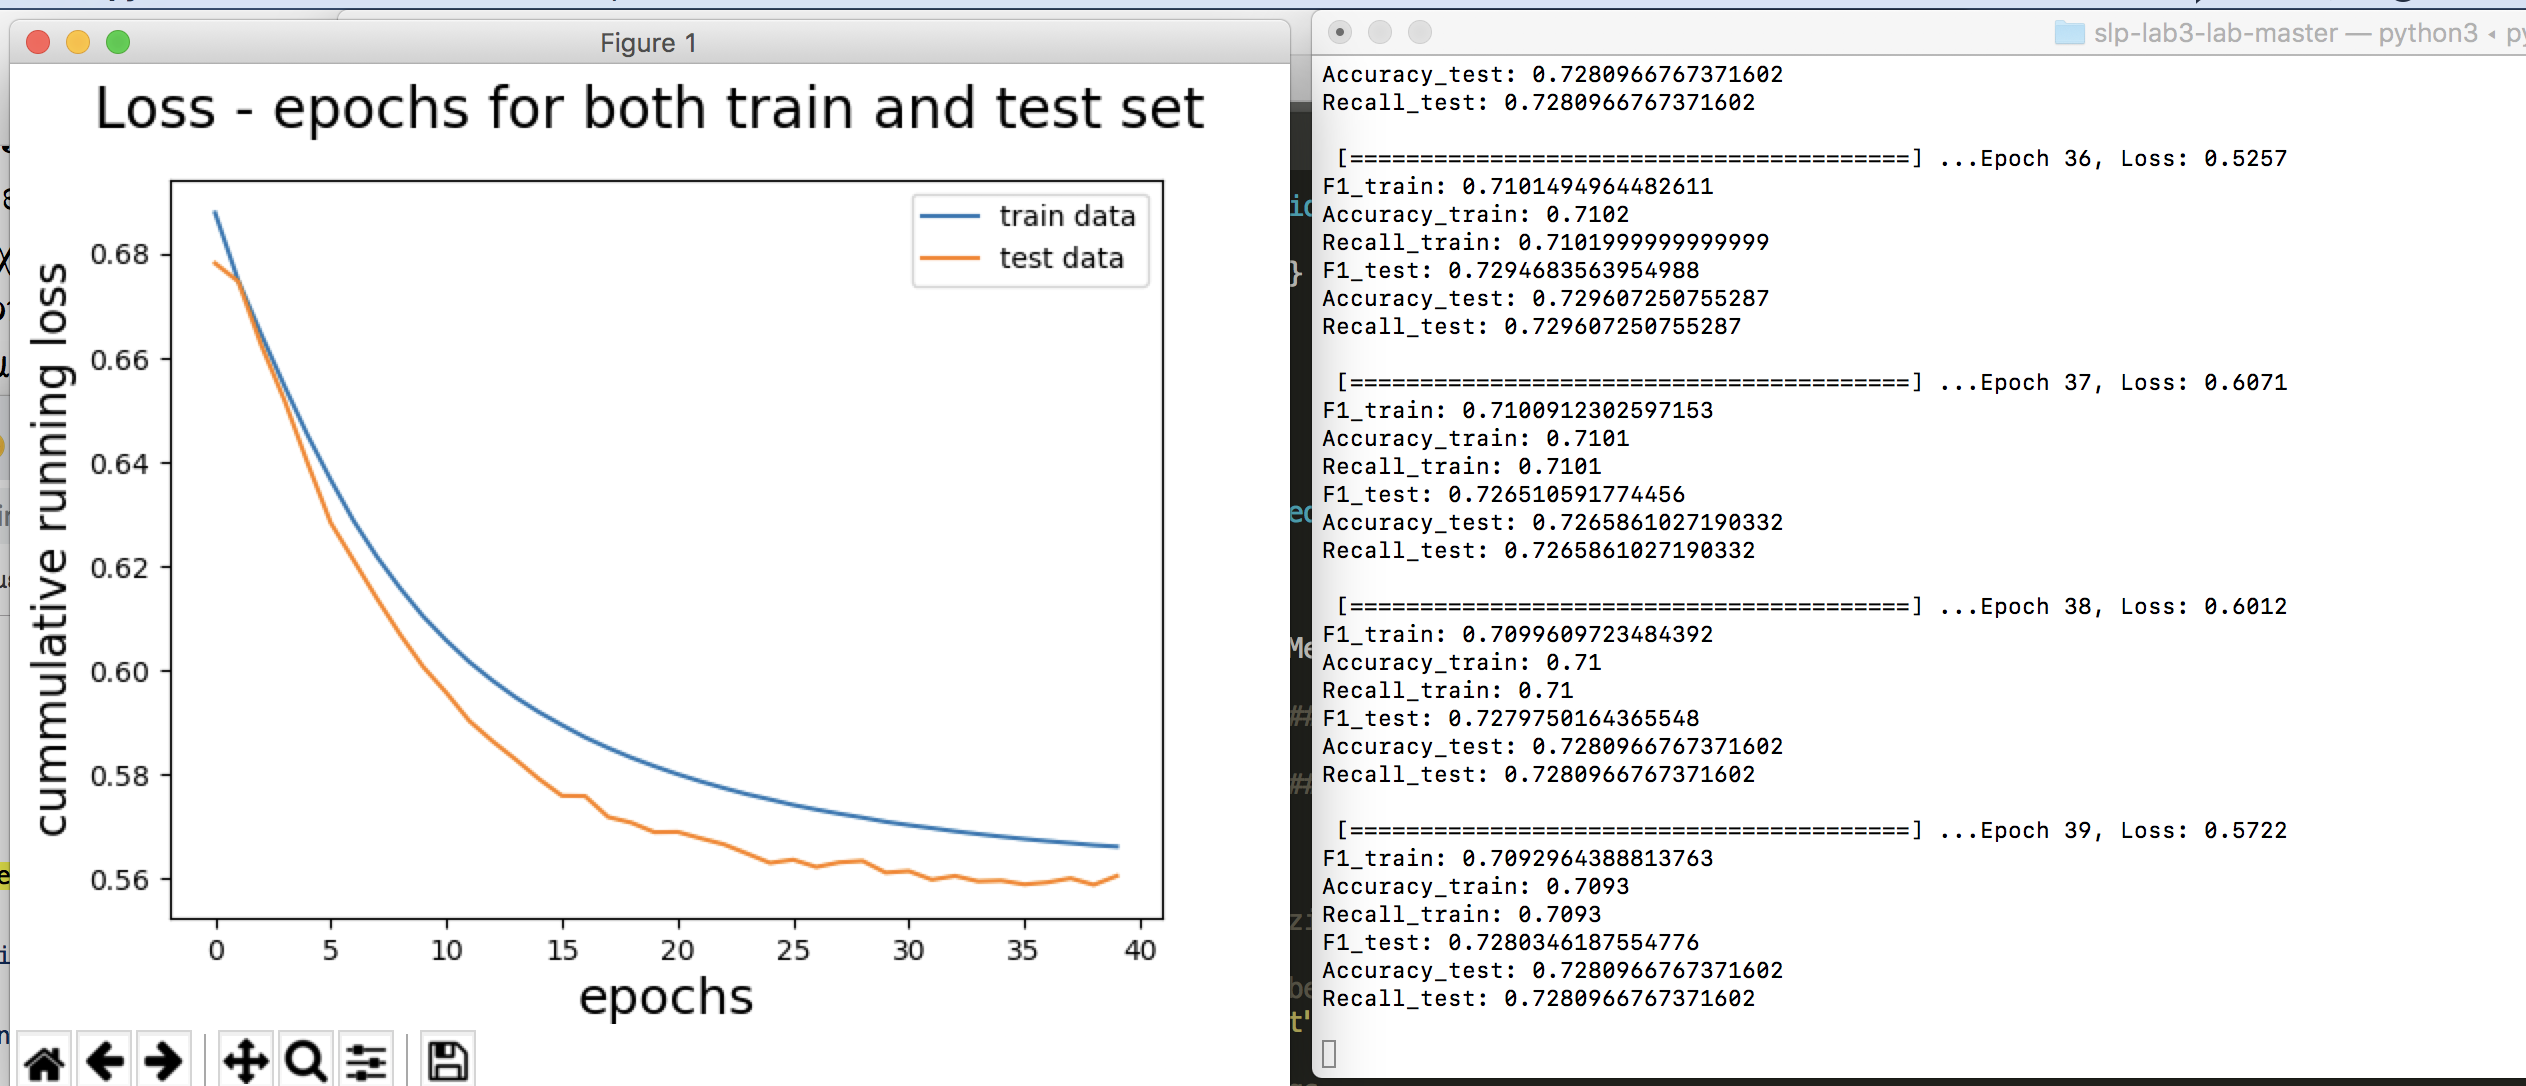 Figure 1
Loss - epochs for both train and test set
train data
test data
cummulative running loss
0.68
0.66
0.64
0.62
0.60
0.58
0.56
0 5 10 15 20 25 30 35 40
epochs
slp-lab3-lab-master — python3 ◂ py
Accuracy_test: 0.7280966767371602
Recall_test: 0.7280966767371602
[========================================] ...Epoch 36, Loss: 0.5257
F1_train: 0.7101494964482611
Accuracy_train: 0.7102
Recall_train: 0.7101999999999999
F1_test: 0.7294683563954988
Accuracy_test: 0.729607250755287
Recall_test: 0.729607250755287
[========================================] ...Epoch 37, Loss: 0.6071
F1_train: 0.7100912302597153
Accuracy_train: 0.7101
Recall_train: 0.7101
F1_test: 0.726510591774456
Accuracy_test: 0.7265861027190332
Recall_test: 0.7265861027190332
[========================================] ...Epoch 38, Loss: 0.6012
F1_train: 0.7099609723484392
Accuracy_train: 0.71
Recall_train: 0.71
F1_test: 0.7279750164365548
Accuracy_test: 0.7280966767371602
Recall_test: 0.7280966767371602
[========================================] ...Epoch 39, Loss: 0.5722
F1_train: 0.7092964388813763
Accuracy_train: 0.7093
Recall_train: 0.7093
F1_test: 0.7280346187554776
Accuracy_test: 0.7280966767371602
Recall_test: 0.7280966767371602